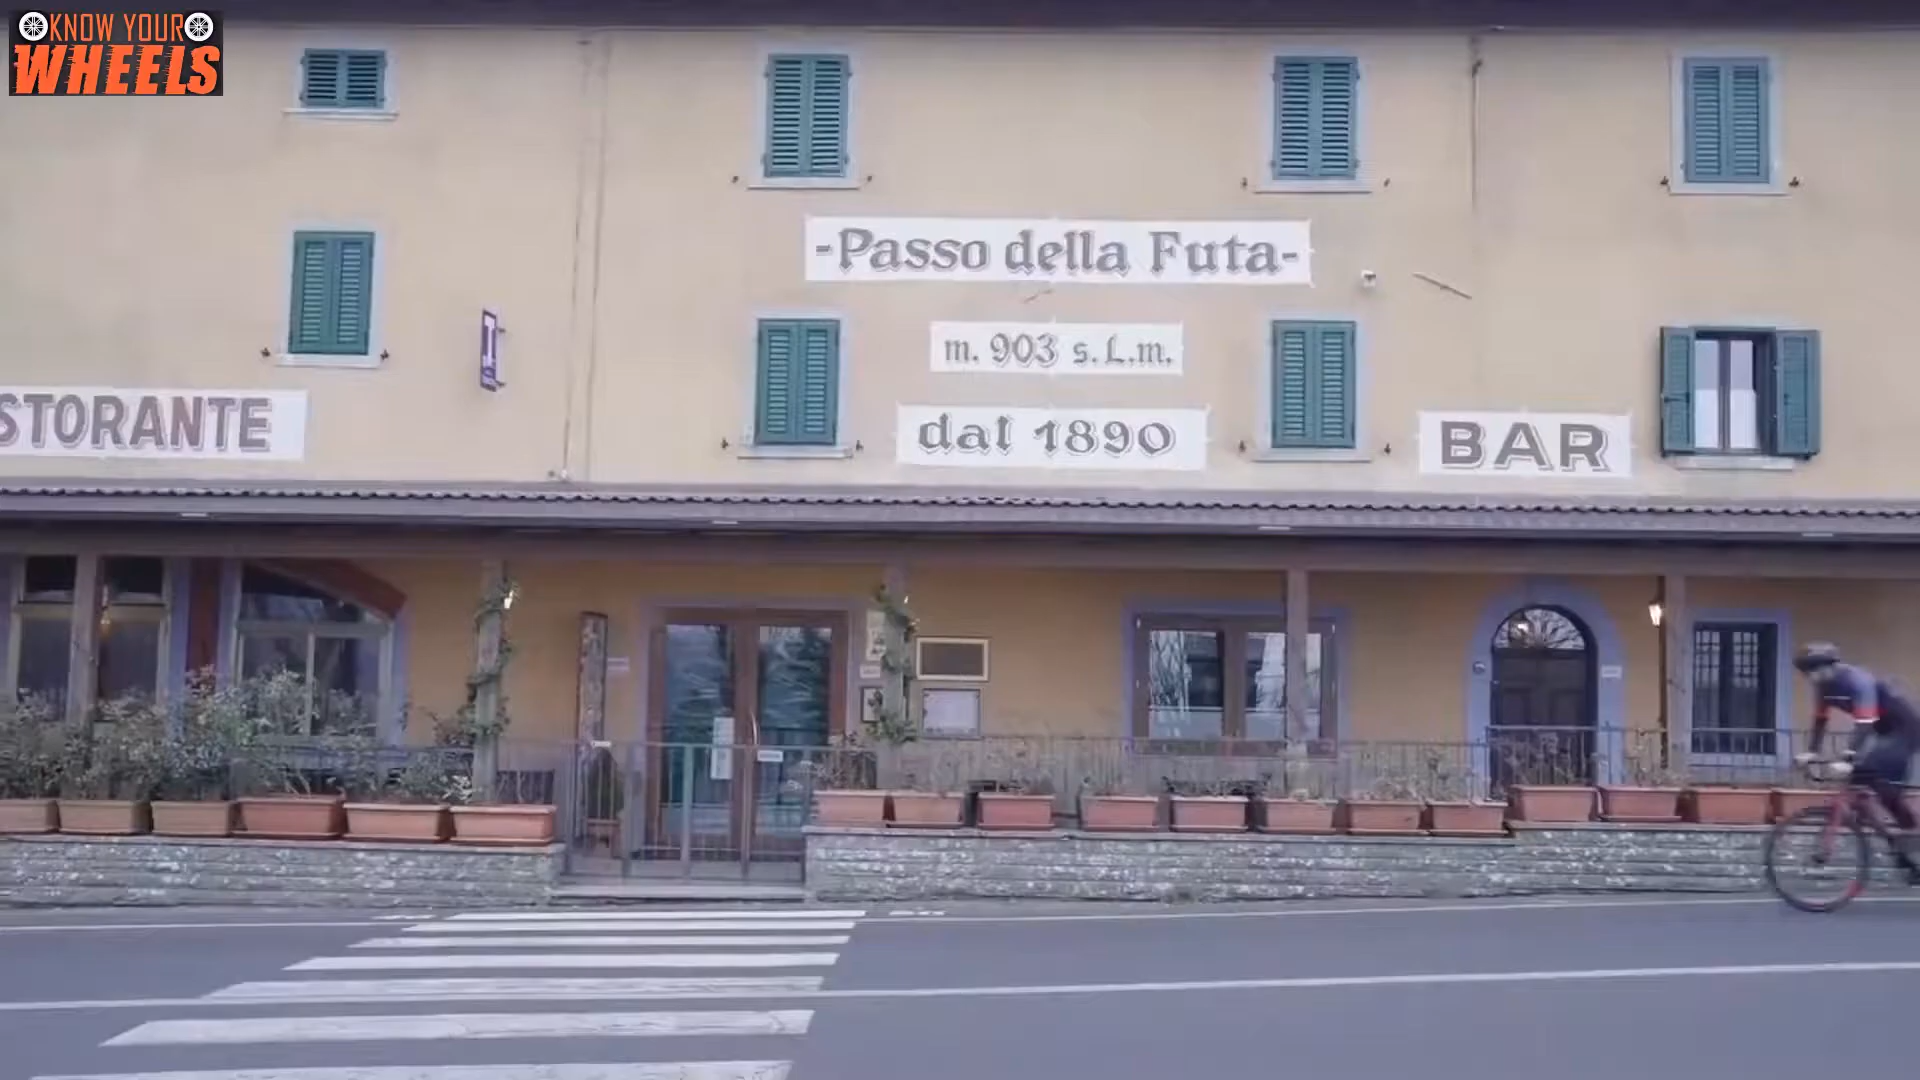 KNOW YOUR
WHEELS
-Passo della Futa-
m. 903 s.l.m.
dal 1890
STORANTE
BAR